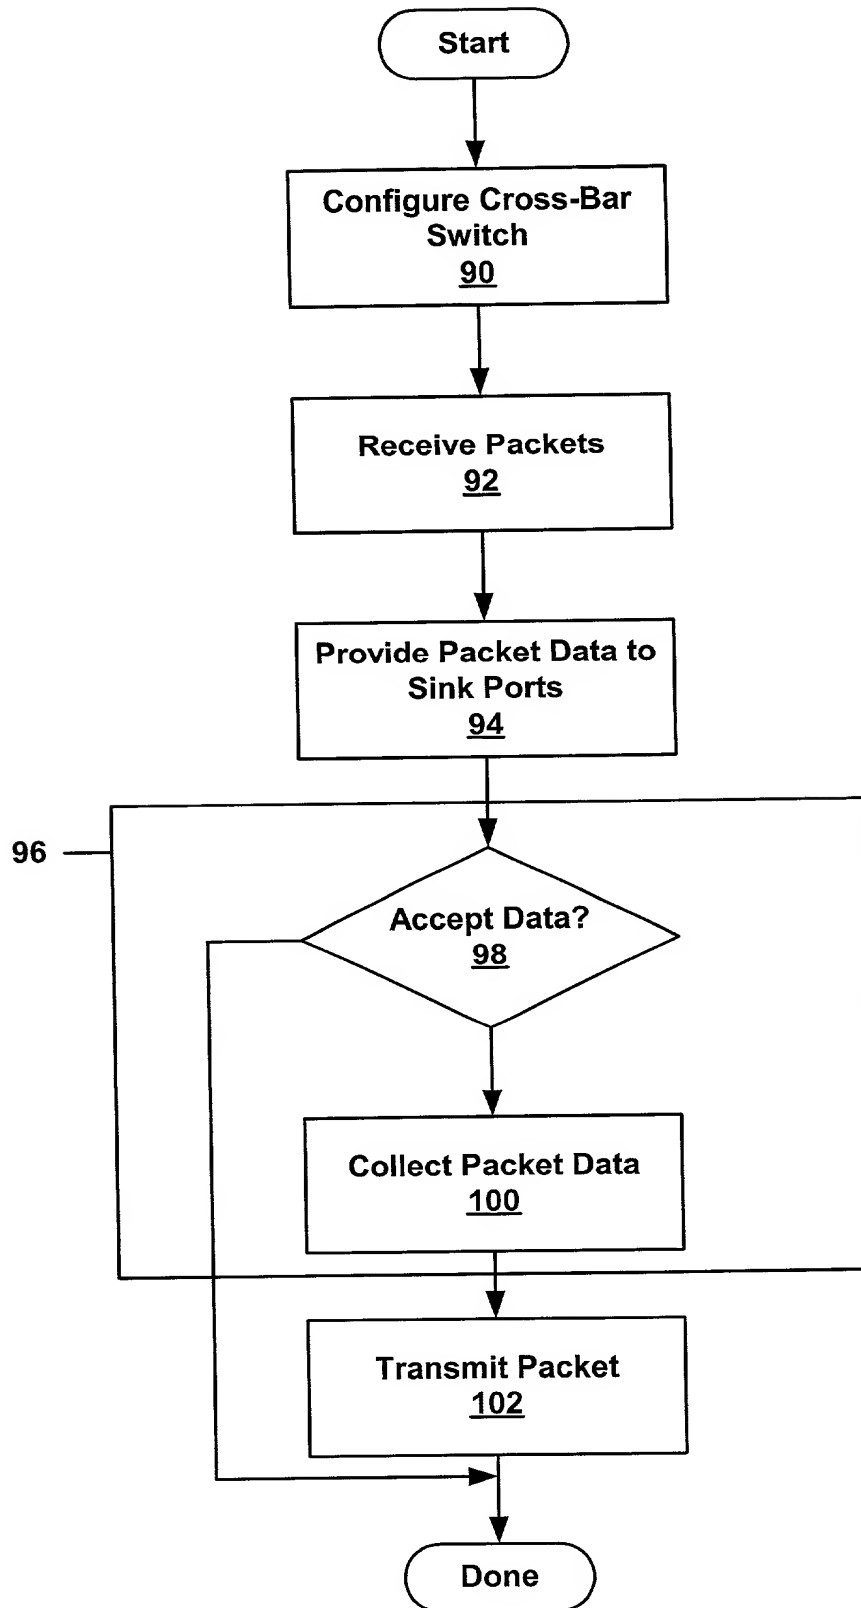 Start
Configure Cross-Bar
Switch
90
Receive Packets
92
Provide Packet Data to
Sink Ports
94
96
Accept Data?
98
Collect Packet Data
100
Transmit Packet
102
Done